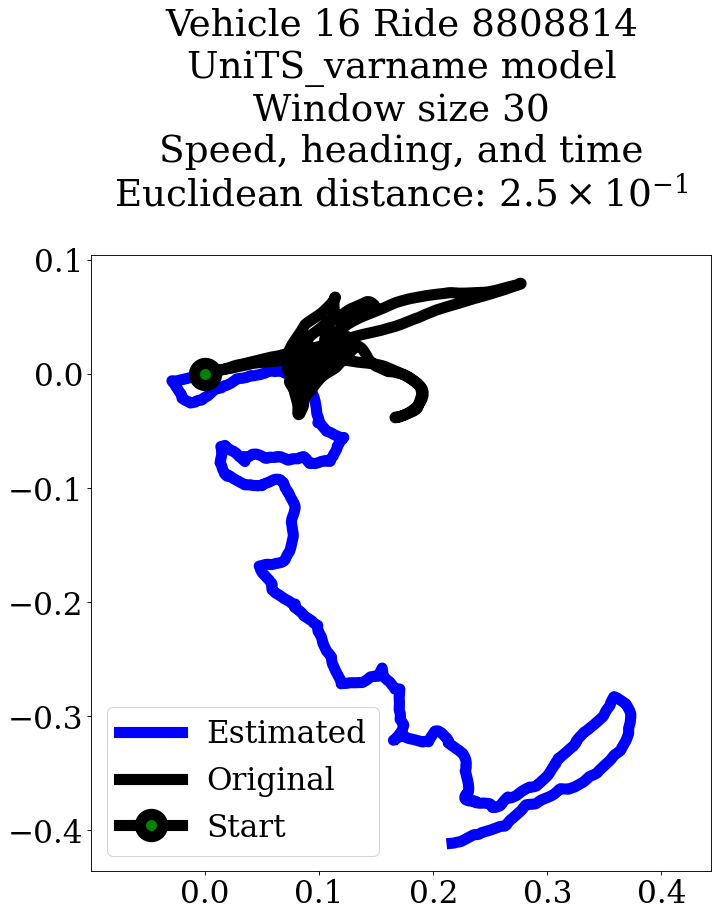 Vehicle 16 Ride 8808814
UniTS_varname model
Window size 30
Speed, heading, and time
Euclidean distance: 2.5 × 10⁻¹
0.1
0.0
−0.1
−0.2
−0.3
−0.4
Estimated
Original
Start
0.0 0.1 0.2 0.3 0.4